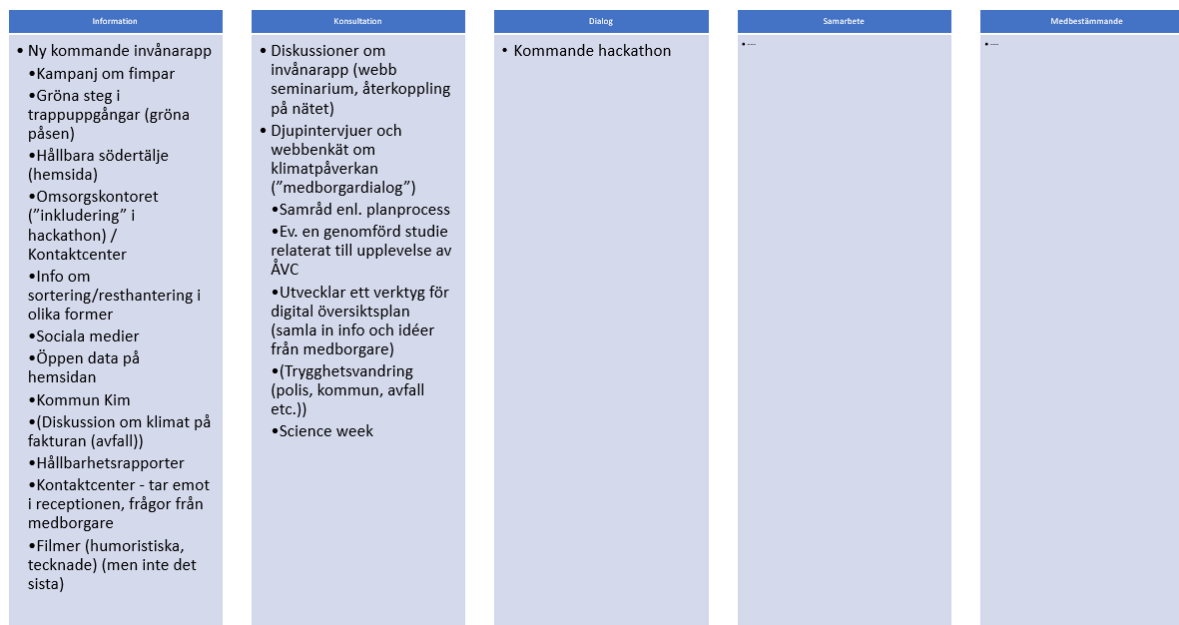 Information
• Ny kommande invånarapp
•Kampanj om fimpar
•Gröna steg i
trappuppgångar (gröna
påsen)
•Hållbara södertälje
(hemsida)
•Omsorgskontoret
("inkludering" i
hackathon) /
Kontaktcenter
•Info om
sortering/resthantering i
olika former
•Sociala medier
•Öppen data på
hemsidan
•Kommun Kim
•(Diskussion om klimat på
fakturan (avfall))
•Hållbarhetsrapporter
•Kontaktcenter - tar emot
i receptionen, frågor från
medborgare
•Filmer (humoristiska,
tecknade) (men inte det
sista)
Konsultation
• Diskussioner om
invånarapp (webb
seminarium, återkoppling
på nätet)
• Djupintervjuer och
webbenkät om
klimatpåverkan
("medborgardialog")
•Samråd enl. planprocess
•Ev. en genomförd studie
relaterat till upplevelse av
ÅVC
•Utvecklar ett verktyg för
digital översiktsplan
(samla in info och idéer
från medborgare)
•(Trygghetsvandring
(polis, kommun, avfall
etc.))
•Science week
Dialog
• Kommande hackathon
Samarbete
Medbestämmande